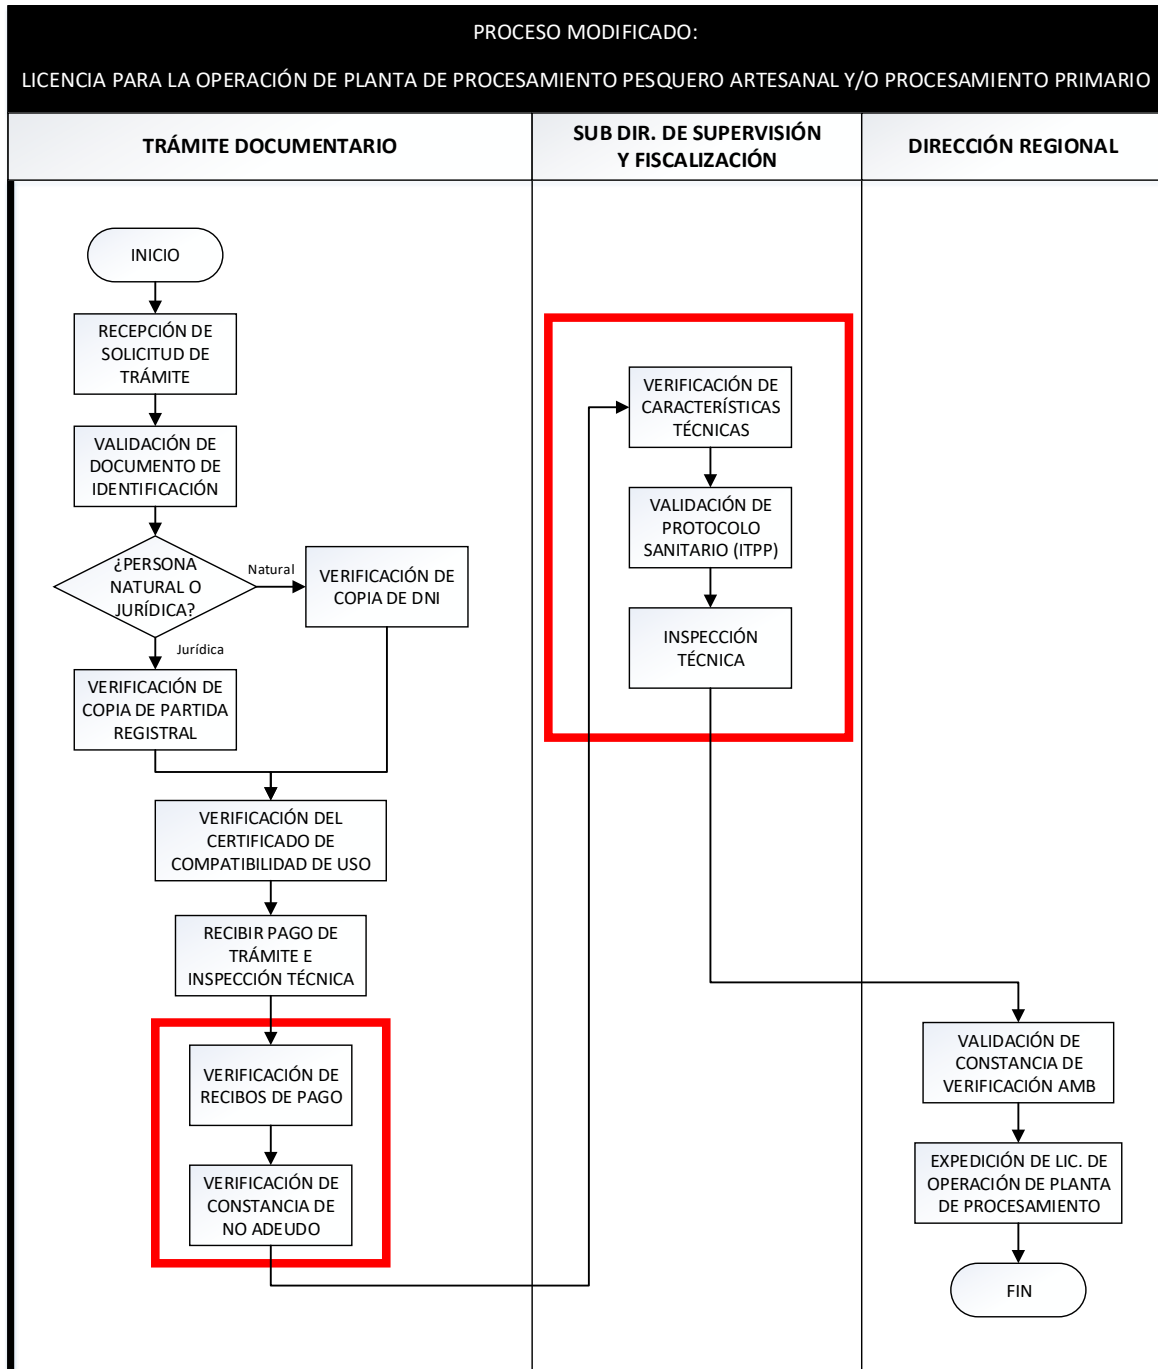 PROCESO MODIFICADO:
LICENCIA PARA LA OPERACIÓN DE PLANTA DE PROCESAMIENTO PESQUERO ARTESANAL Y/O PROCESAMIENTO PRIMARIO
TRÁMITE DOCUMENTARIO
SUB DIR. DE SUPERVISIÓN
Y FISCALIZACIÓN
DIRECCIÓN REGIONAL
INICIO
RECEPCIÓN DE
SOLICITUD DE
TRÁMITE
VALIDACIÓN DE
DOCUMENTO DE
IDENTIFICACIÓN
¿PERSONA
NATURAL O
JURÍDICA?
Natural
VERIFICACIÓN DE
COPIA DE DNI
Jurídica
VERIFICACIÓN DE
COPIA DE PARTIDA
REGISTRAL
VERIFICACIÓN DEL
CERTIFICADO DE
COMPATIBILIDAD DE USO
RECIBIR PAGO DE
TRÁMITE E
INSPECCIÓN TÉCNICA
VERIFICACIÓN DE
RECIBOS DE PAGO
VERIFICACIÓN DE
CONSTANCIA DE
NO ADEUDO
VERIFICACIÓN DE
CARACTERÍSTICAS
TÉCNICAS
VALIDACIÓN DE
PROTOCOLO
SANITARIO (ITPP)
INSPECCIÓN
TÉCNICA
VALIDACIÓN DE
CONSTANCIA DE
VERIFICACIÓN AMB
EXPEDICIÓN DE LIC. DE
OPERACIÓN DE PLANTA
DE PROCESAMIENTO
FIN